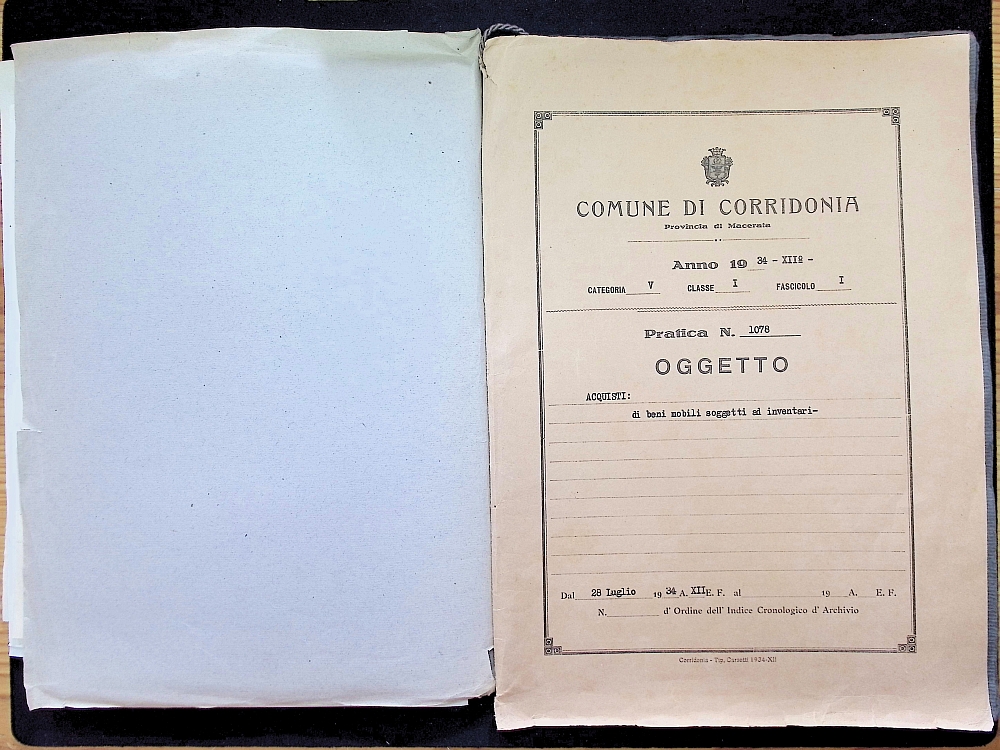 COMUNE DI CORRIDONIA
Provincia di Macerata
Anno 19 34 - XIIº -
CATEGORIA V CLASSE I FASCICOLO I
Pratica N. 1078
OGGETTO
ACQUISTI:
di beni mobili soggetti ad inventari-
Dal 28 Luglio 19 34 A. XII E. F. al 19 A. E. F.
N. d' Ordine dell' Indice Cronologico d' Archivio
Corridonia - Tip. Cursetti 1934-XII